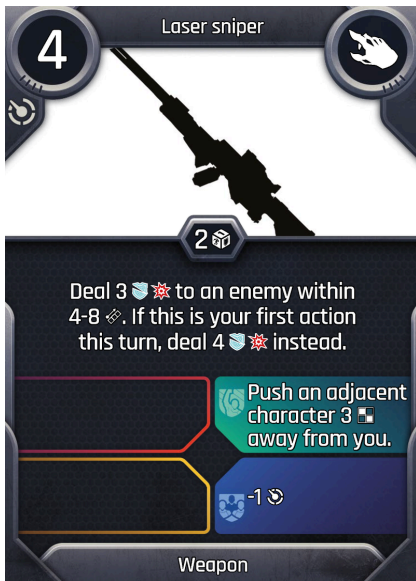 Laser sniper
4
2
Deal 3 to an enemy within
4-8 . If this is your first action
this turn, deal 4 instead.
Push an adjacent
character 3
away from you.
-1
Weapon